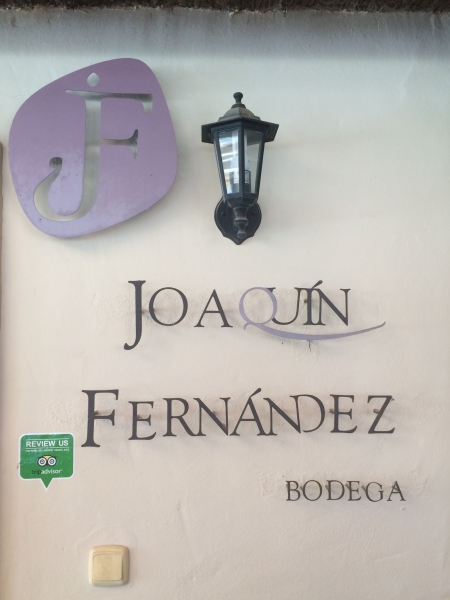 JF
JOAQUÍN
FERNÁNDEZ
BODEGA
REVIEW US
tripadvisor